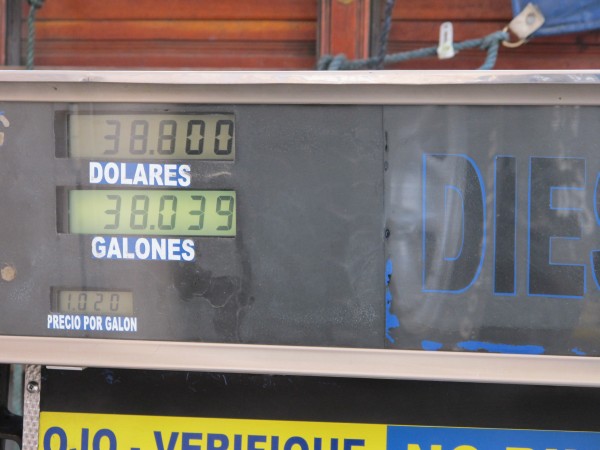 38.800
DOLARES
38.039
GALONES
1.020
PRECIO POR GALON
DIES
OJO - VERIFIQUE